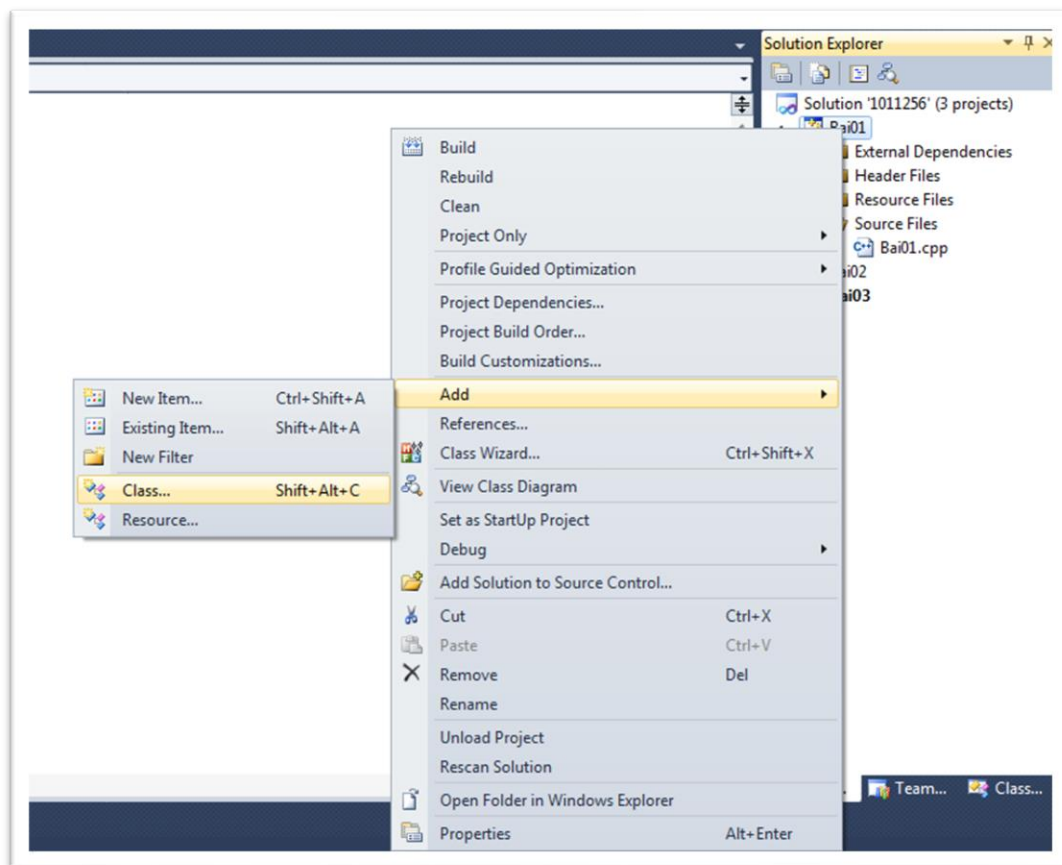 Solution Explorer
Solution '1011256' (3 projects)
Bai01
External Dependencies
Header Files
Resource Files
Source Files
Bai01.cpp
ai02
ai03
Build
Rebuild
Clean
Project Only
Profile Guided Optimization
Project Dependencies...
Project Build Order...
Build Customizations...
Add
References...
Class Wizard... Ctrl+Shift+X
View Class Diagram
Set as StartUp Project
Debug
Add Solution to Source Control...
Cut Ctrl+X
Paste Ctrl+V
Remove Del
Rename
Unload Project
Rescan Solution
Open Folder in Windows Explorer
Properties Alt+Enter
New Item... Ctrl+Shift+A
Existing Item... Shift+Alt+A
New Filter
Class... Shift+Alt+C
Resource...
Team... Class...